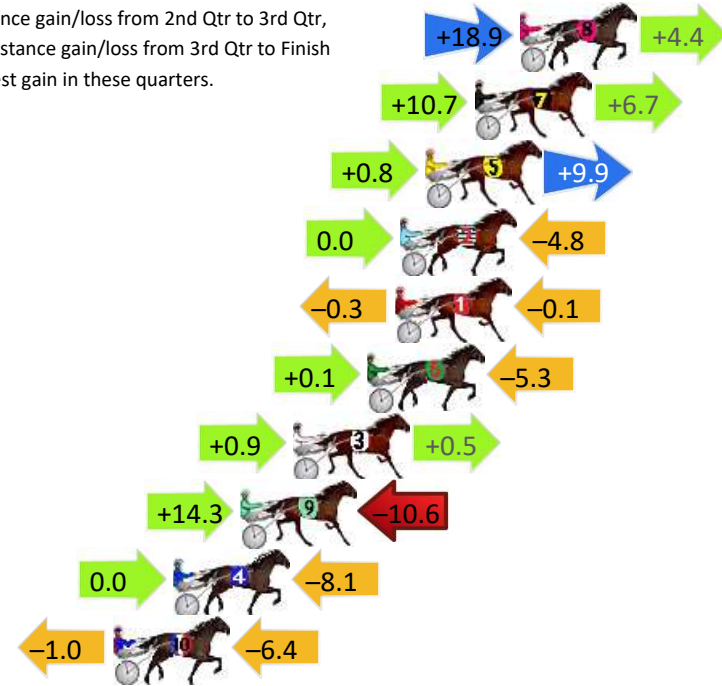 nce gain/loss from 2nd Qtr to 3rd Qtr,
stance gain/loss from 3rd Qtr to Finish
est gain in these quarters.
+18.9 8 +4.4
+10.7 7 +6.7
+0.8 5 +9.9
0.0 –4.8
–0.3 1 –0.1
+0.1 –5.3
+0.9 3 +0.5
+14.3 9 –10.6
0.0 4 –8.1
–1.0 10 –6.4